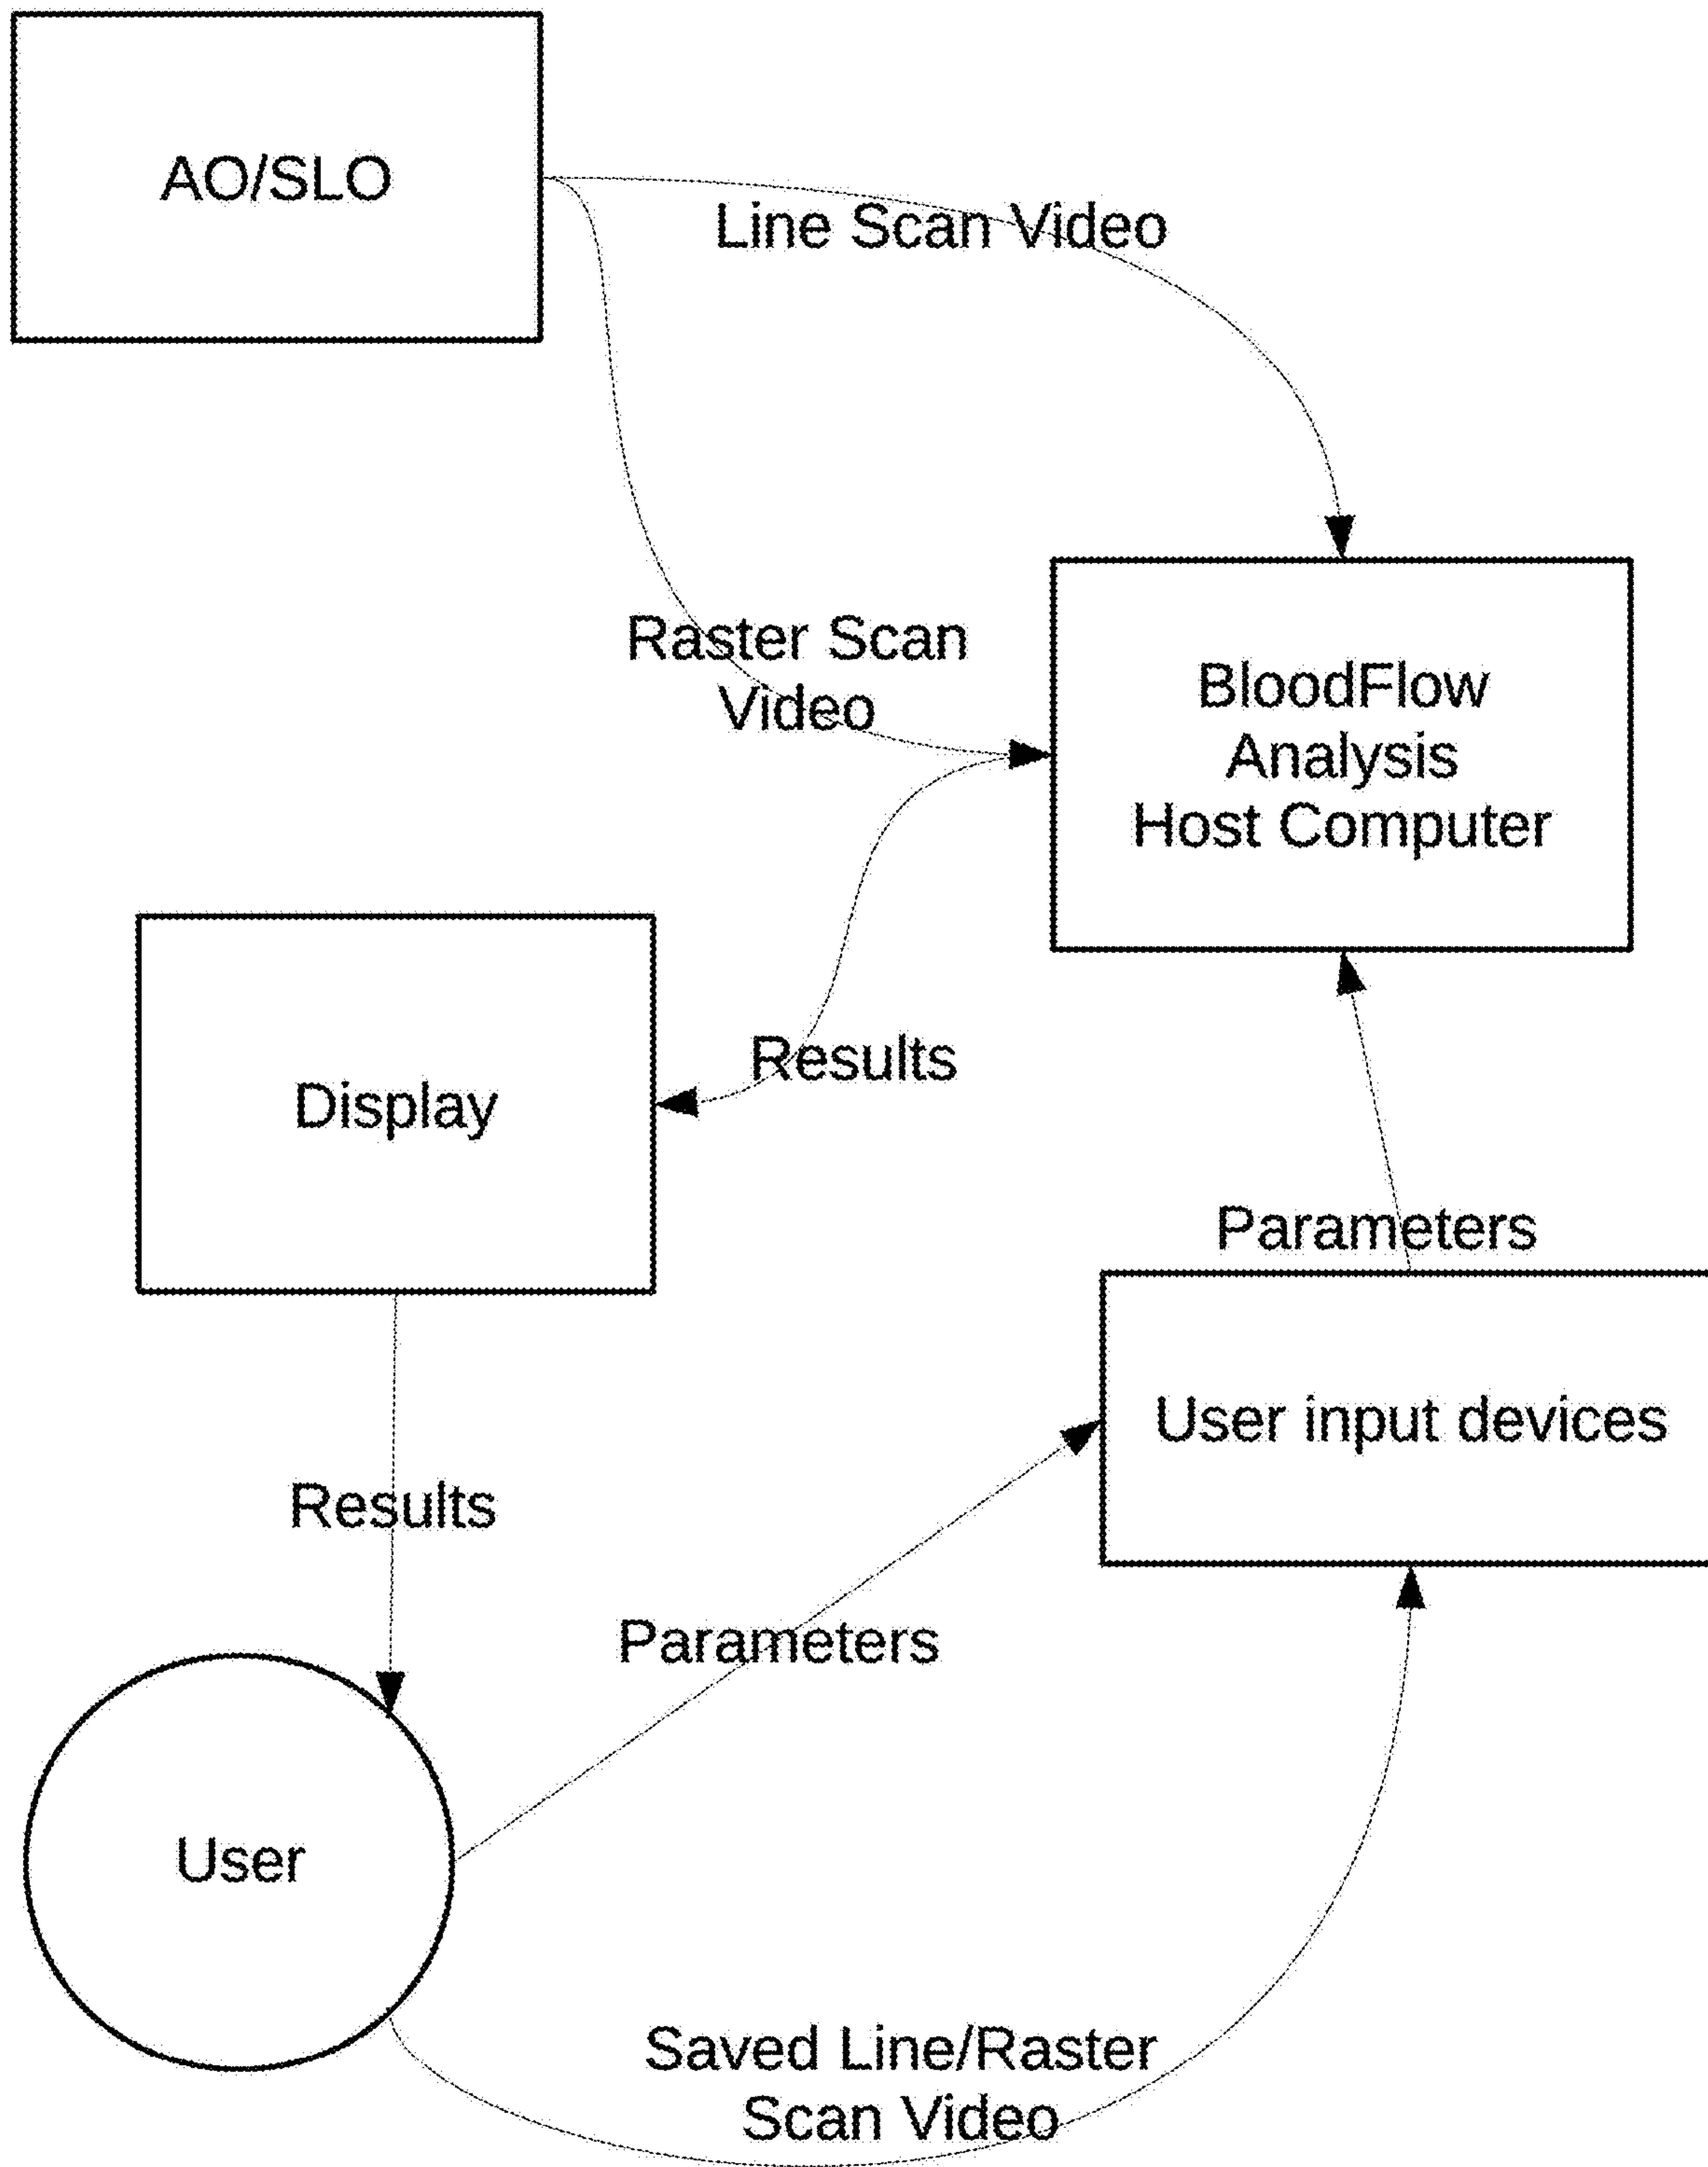 AO/SLO
Line Scan Video
Raster Scan
Video
BloodFlow
Analysis
Host Computer
Display
Results
Parameters
User input devices
Results
Parameters
User
Saved Line/Raster
Scan Video